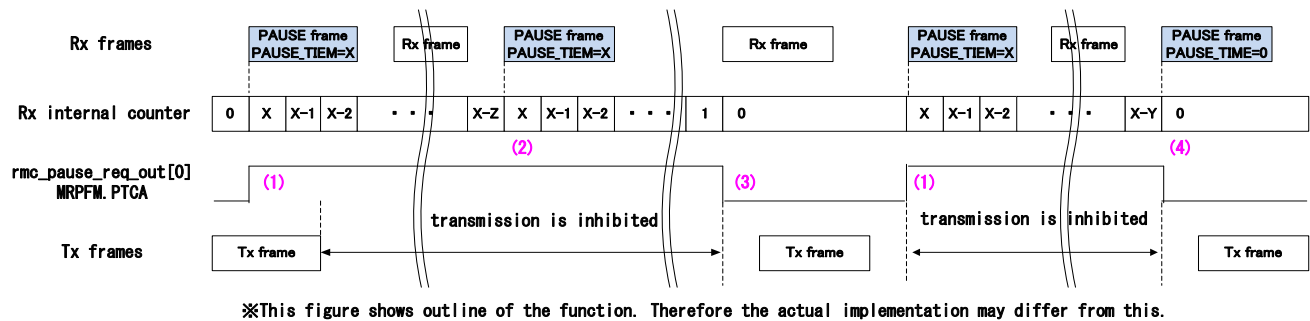 Rx frames
PAUSE frame
PAUSE_TIEM=X
Rx frame
PAUSE frame
PAUSE_TIEM=X
Rx frame
PAUSE frame
PAUSE_TIEM=X
Rx frame
PAUSE frame
PAUSE_TIME=0
Rx internal counter
0 X X-1 X-2 ・・・ X-Z X X-1 X-2 ・・・ 1 0 X X-1 X-2 ・・・ X-Y 0
(2)
(4)
rmc_pause_req_out[0]
MRPFM.PTCA
(1)
(3)
(1)
transmission is inhibited
transmission is inhibited
Tx frames
Tx frame
Tx frame
Tx frame
※This figure shows outline of the function. Therefore the actual implementation may differ from this.